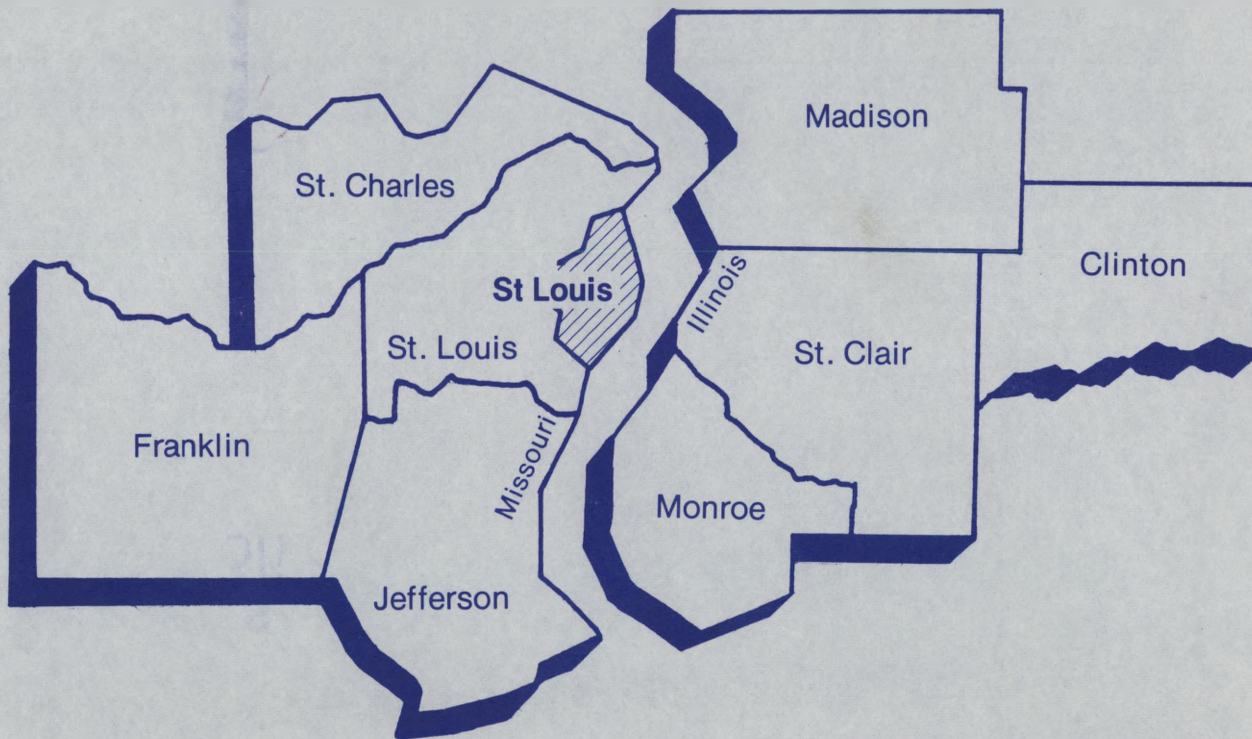 Madison
St. Charles
Clinton
St Louis
Illinois
St. Louis
St. Clair
Franklin
Missouri
Monroe
Jefferson